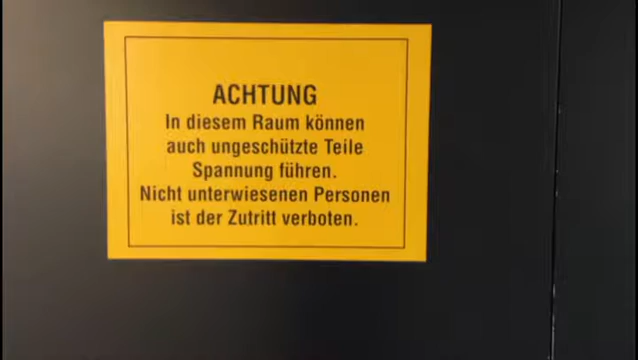 ACHTUNG
In diesem Raum können
auch ungeschützte Teile
Spannung führen.
Nicht unterwiesenen Personen
ist der Zutritt verboten.